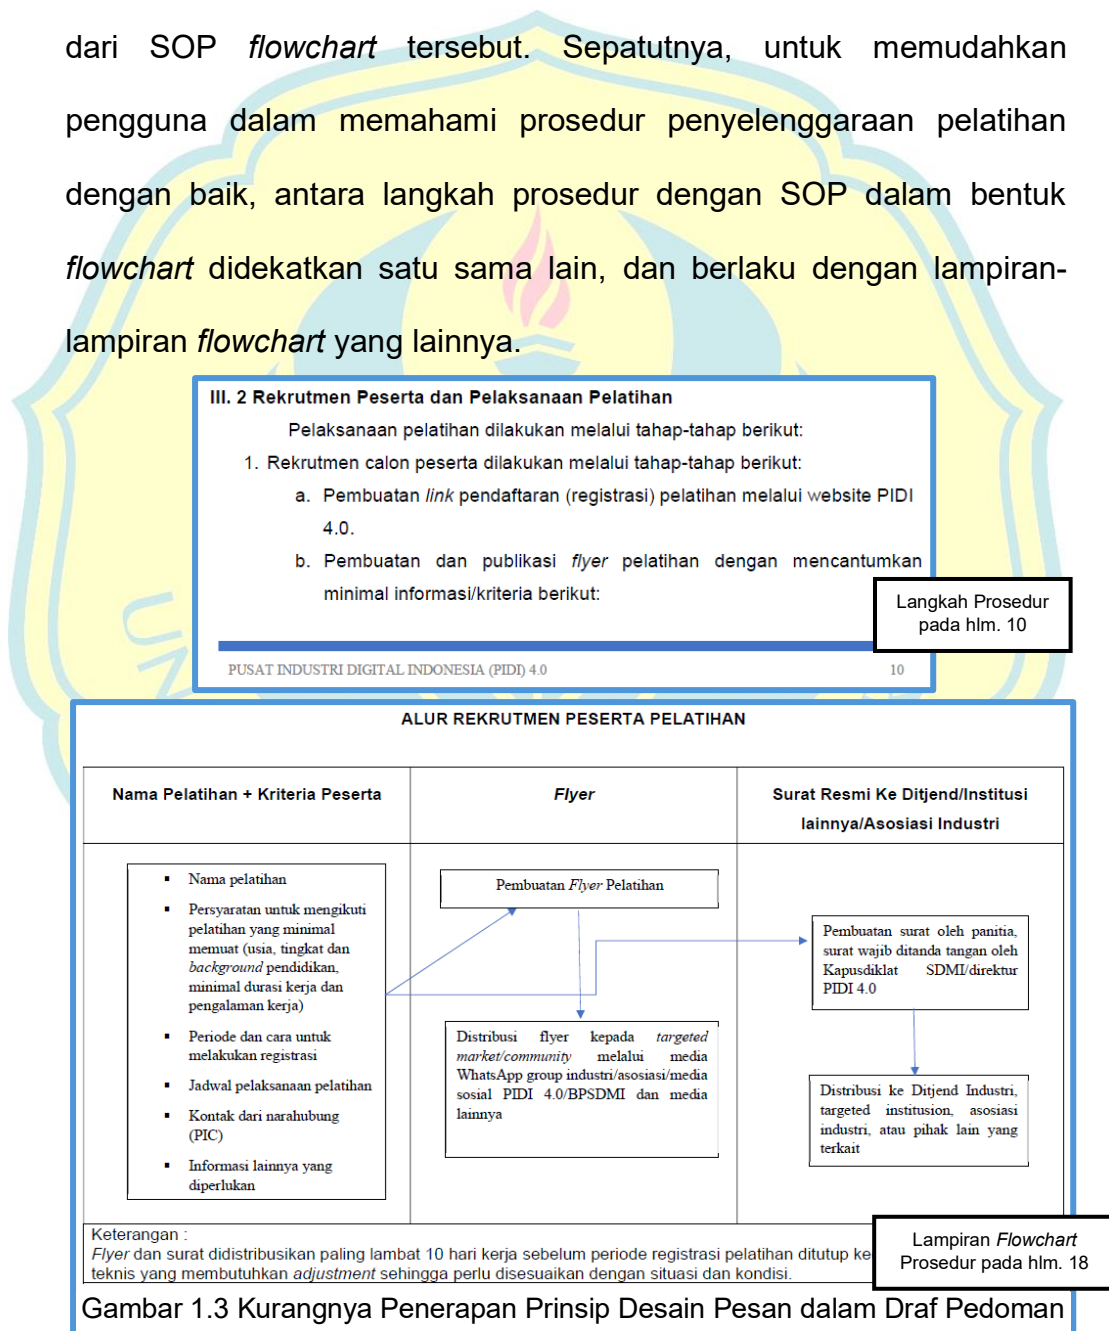 dari SOP flowchart tersebut. Sepatutnya, untuk memudahkan
pengguna dalam memahami prosedur penyelenggaraan pelatihan
dengan baik, antara langkah prosedur dengan SOP dalam bentuk
flowchart didekatkan satu sama lain, dan berlaku dengan lampiran-
lampiran flowchart yang lainnya.
III. 2 Rekrutmen Peserta dan Pelaksanaan Pelatihan
Pelaksanaan pelatihan dilakukan melalui tahap-tahap berikut:
1. Rekrutmen calon peserta dilakukan melalui tahap-tahap berikut:
a. Pembuatan link pendaftaran (registrasi) pelatihan melalui website PIDI
4.0.
b. Pembuatan dan publikasi flyer pelatihan dengan mencantumkan
minimal informasi/kriteria berikut:
Langkah Prosedur
pada hlm. 10
PUSAT INDUSTRI DIGITAL INDONESIA (PIDI) 4.0 10
ALUR REKRUTMEN PESERTA PELATIHAN
Nama Pelatihan + Kriteria Peserta
▪ Nama pelatihan
▪ Persyaratan untuk mengikuti
pelatihan yang minimal
memuat (usia, tingkat dan
background pendidikan,
minimal durasi kerja dan
pengalaman kerja)
▪ Periode dan cara untuk
melakukan registrasi
▪ Jadwal pelaksanaan pelatihan
▪ Kontak dari narahubung
(PIC)
▪ Informasi lainnya yang
diperlukan
Flyer
Pembuatan Flyer Pelatihan
Distribusi flyer kepada targeted
market/community melalui media
WhatsApp group industri/asosiasi/media
sosial PIDI 4.0/BPSDMI dan media
lainnya
Surat Resmi Ke Ditjend/Institusi
lainnya/Asosiasi Industri
Pembuatan surat oleh panitia,
surat wajib ditanda tangan oleh
Kapusdiklat SDMI/direktur
PIDI 4.0
Distribusi ke Ditjend Industri,
targeted institusion, asosiasi
industri, atau pihak lain yang
terkait
Keterangan :
Flyer dan surat didistribusikan paling lambat 10 hari kerja sebelum periode registrasi pelatihan ditutup
teknis yang membutuhkan adjustment sehingga perlu disesuaikan dengan situasi dan kondisi.
Lampiran Flowchart
Prosedur pada hlm. 18
Gambar 1.3 Kurangnya Penerapan Prinsip Desain Pesan dalam Draf Pedoman